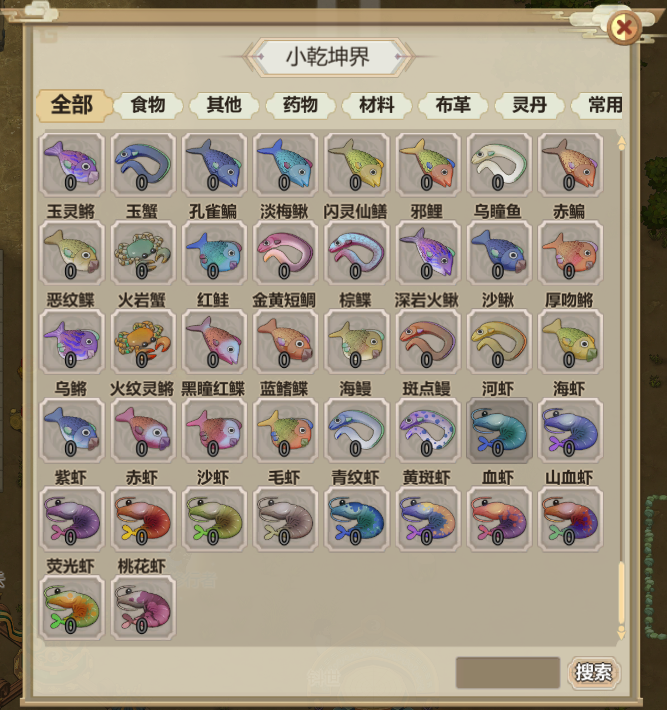 小乾坤界
全部 食物 其他 药物 材料 布革 灵丹 常用
0 0 0 0 0 0 0 0
玉灵鳉 玉蟹 孔雀鳊 淡梅鳅 闪灵仙鳝 邪鲤 乌瞳鱼 赤鳊
0 0 0 0 0 0 0 0
恶纹鲽 火岩蟹 红鲑 金黄短鲷 棕鲽 深岩火鳅 沙鳅 厚吻鳉
0 0 0 0 0 0 0 0
乌鳉 火纹灵鳉 黑瞳红鲽 蓝鳍鲽 海鳗 斑点鳗 河虾 海虾
0 0 0 0 0 0 0 0
紫虾 赤虾 沙虾 毛虾 青纹虾 黄斑虾 血虾 山血虾
0 0 0 0 0 0 0 0
荧光虾 桃花虾
0 0
搜索